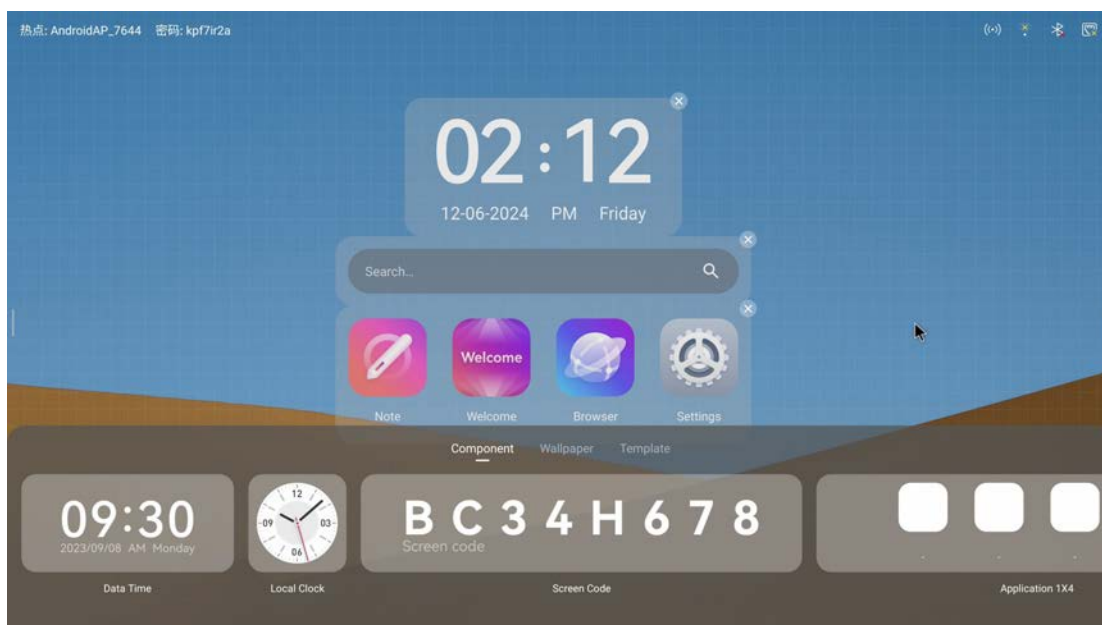 热点: AndroidAP_7644 密码: kpf7ir2a
02:12
12-06-2024 PM Friday
Search...
Welcome
Note Welcome Browser Settings
Component Wallpaper Template
09:30
2023/09/08 AM Monday
12
09 03
06
B C 3 4 H 6 7 8
Screen code
Data Time Local Clock Screen Code Application 1X4